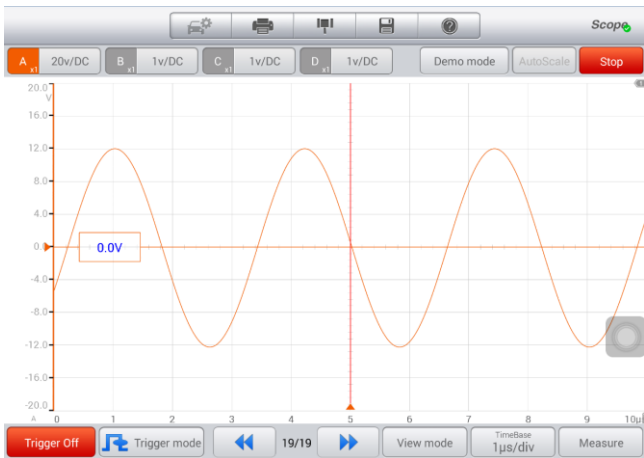 Scope
A x1 20v/DC B x1 1v/DC C x1 1v/DC D x1 1v/DC Demo mode AutoScale Stop
20.0
V
16.0
12.0
8.0
4.0
0.0
0.0V
-4.0
-8.0
-12.0
-16.0
-20.0
A 0 1 2 3 4 5 6 7 8 9 10μ
Trigger Off Trigger mode 19/19 View mode TimeBase 1μs/div Measure